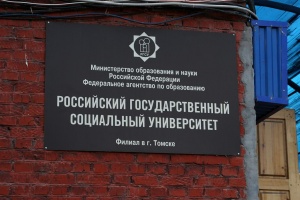 Министерство образования и науки
Российской Федерации
Федеральное агентство по образованию
РОССИЙСКИЙ ГОСУДАРСТВЕННЫЙ
СОЦИАЛЬНЫЙ УНИВЕРСИТЕТ
Филиал в г. Томске